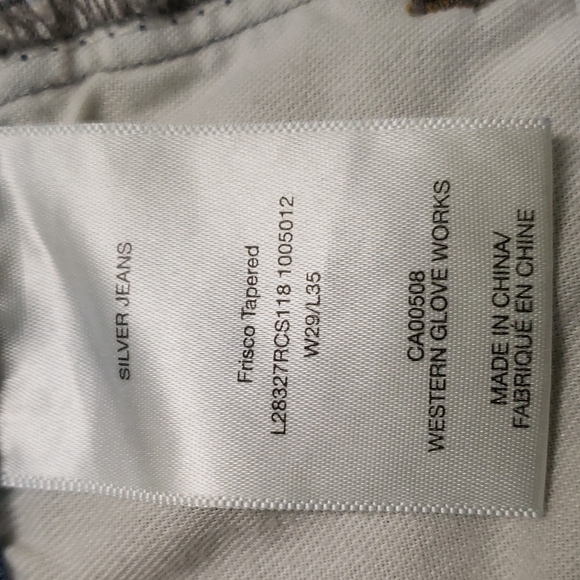 SILVER JEANS
Frisco Tapered
L28327RCS118 1005012
W29/L35
CA00508
WESTERN GLOVE WORKS
MADE IN CHINA/
FABRIQUÉ EN CHINE